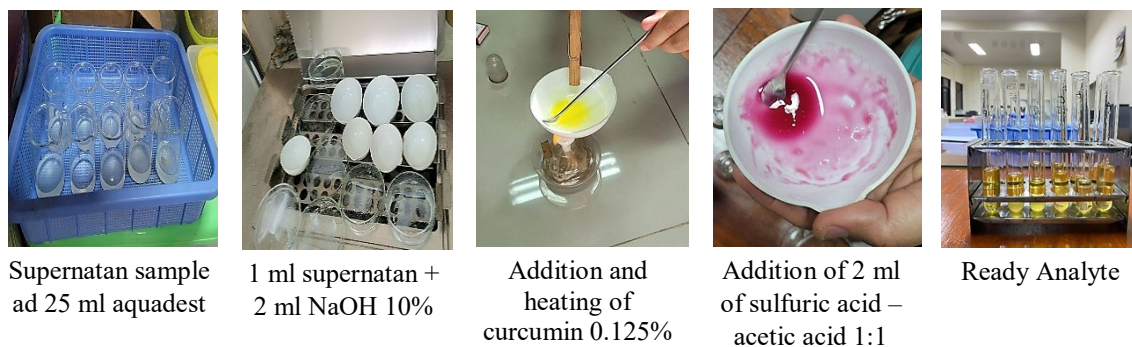 Supernatan sample
ad 25 ml aquadest
1 ml supernatan +
2 ml NaOH 10%
Addition and
heating of
curcumin 0.125%
Addition of 2 ml
of sulfuric acid –
acetic acid 1:1
Ready Analyte